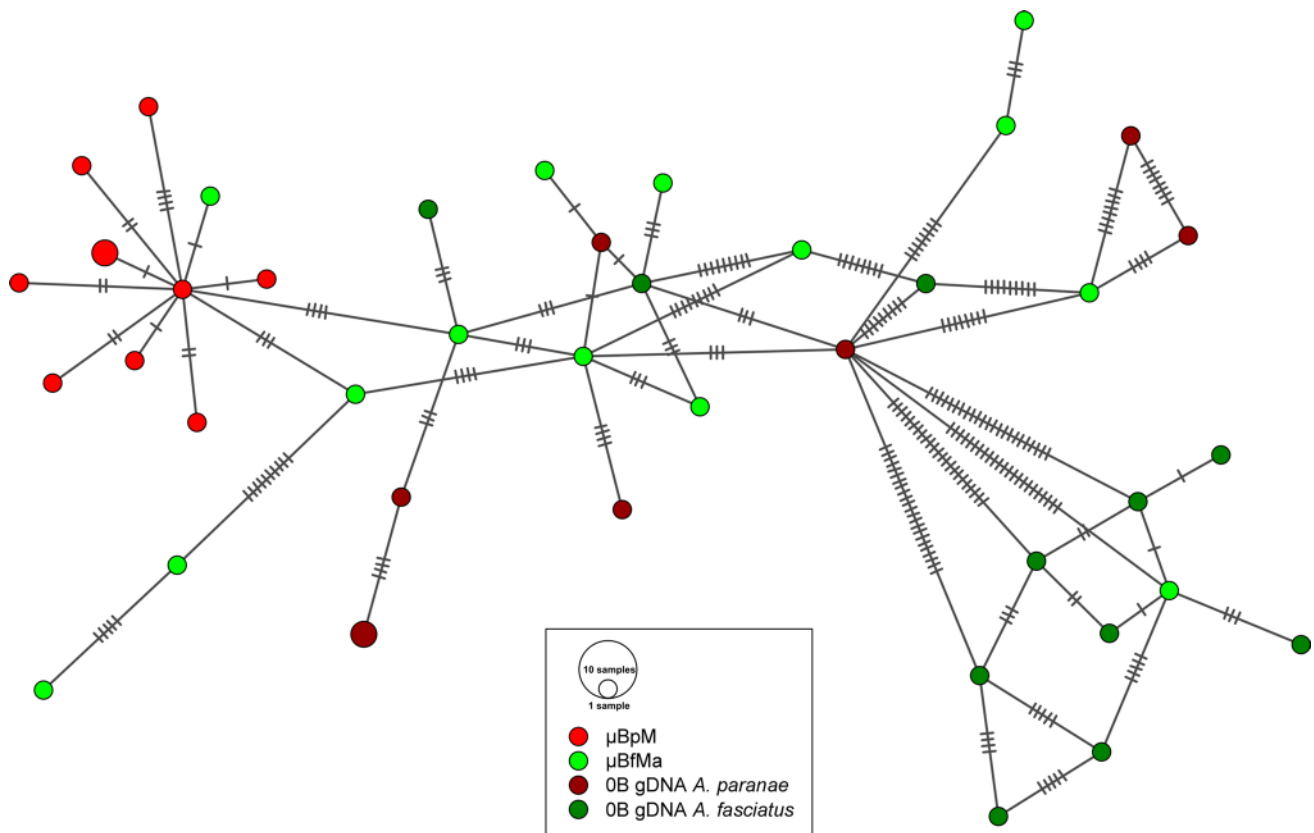 10 samples
1 sample
µBpM
µBfMa
0B gDNA A. paranae
0B gDNA A. fasciatus